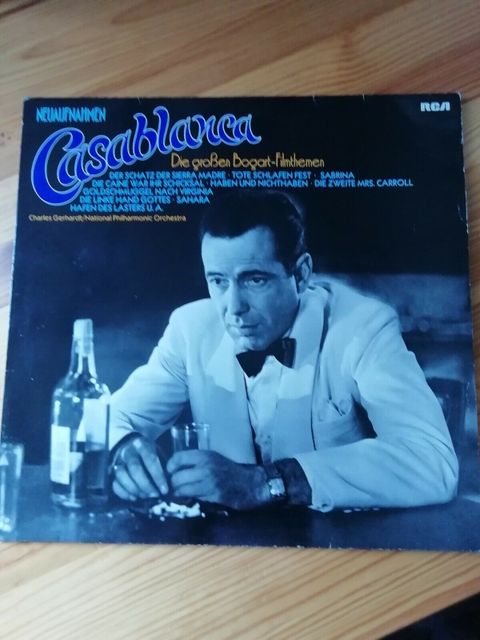 NEUAUFNAHMEN
RCA
Casablanca
Die großen Bogart-Filmthemen
DER SCHATZ DER SIERRA MADRE · TOTE SCHLAFEN FEST · SABRINA
DIE CAINE WAR IHR SCHICKSAL · HABEN UND NICHTHABEN · DIE ZWEITE MRS. CARROLL
GOLDSCHMUGGEL NACH VIRGINIA
DIE LINKE HAND GOTTES · SAHARA
HAFEN DES LASTERS U. A.
Charles Gerhardt/National Philharmonic Orchestra